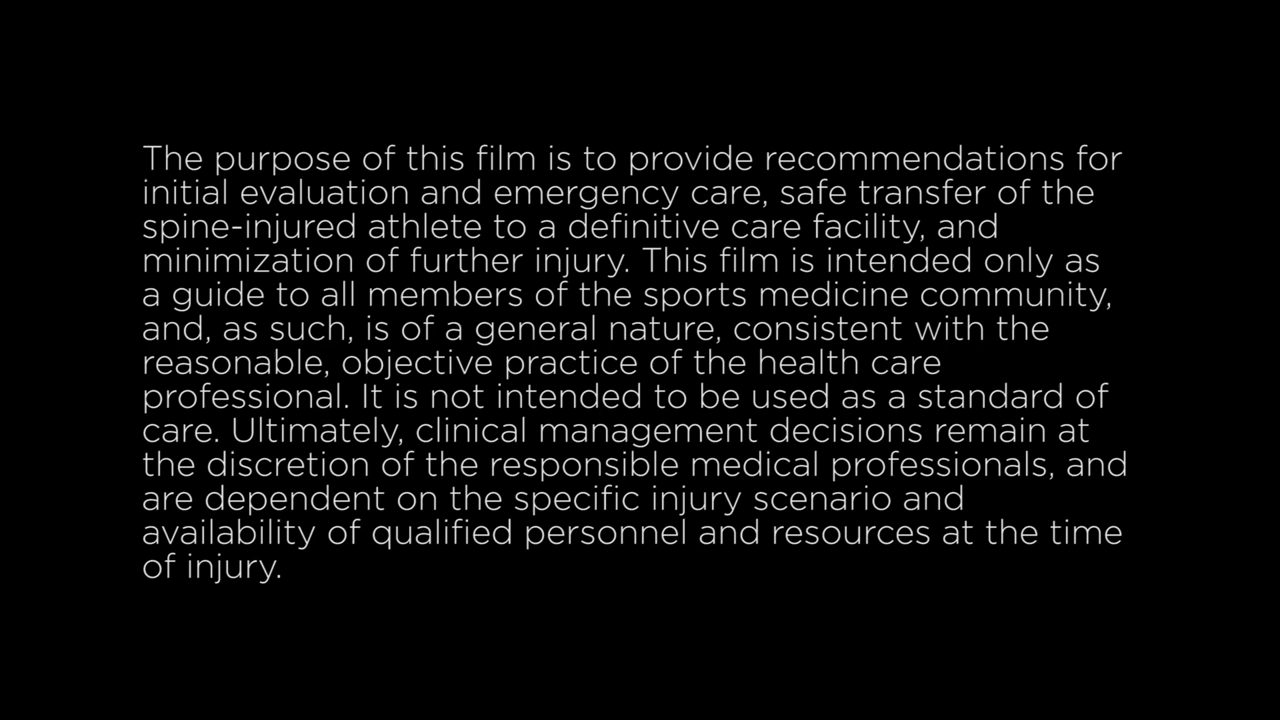 The purpose of this film is to provide recommendations for
initial evaluation and emergency care, safe transfer of the
spine-injured athlete to a definitive care facility, and
minimization of further injury. This film is intended only as
a guide to all members of the sports medicine community,
and, as such, is of a general nature, consistent with the
reasonable, objective practice of the health care
professional. It is not intended to be used as a standard of
care. Ultimately, clinical management decisions remain at
the discretion of the responsible medical professionals, and
are dependent on the specific injury scenario and
availability of qualified personnel and resources at the time
of injury.